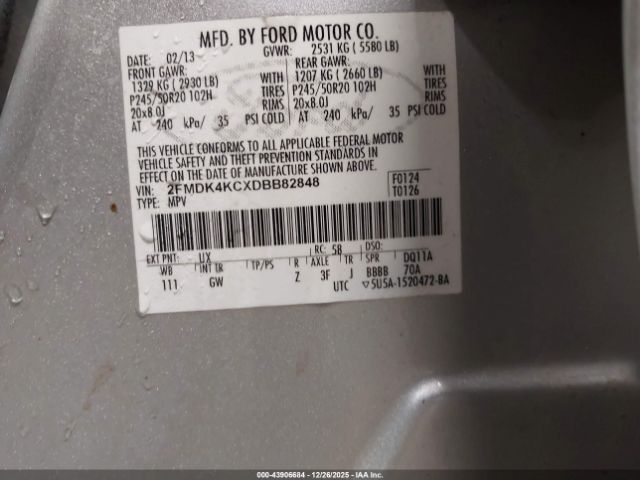 MFD. BY FORD MOTOR CO.
DATE: 02/13 GVWR: 2531 KG ( 5580 LB)
FRONT GAWR: REAR GAWR:
1329 KG ( 2930 LB) WITH 1207 KG ( 2660 LB) WITH
P245/50R20 102H TIRES P245/50R20 102H TIRES
20x8.0J RIMS 20x8.0J RIMS
AT 240 kPa/ 35 PSI COLD AT 240 kPa/ 35 PSI COLD
THIS VEHICLE CONFORMS TO ALL APPLICABLE FEDERAL MOTOR
VEHICLE SAFETY AND THEFT PREVENTION STANDARDS IN
EFFECT ON THE DATE OF MANUFACTURE SHOWN ABOVE.
VIN: 2FMDK4KCXDBB82848 F0124
TYPE: MPV T0126
EXT PNT: UX RC: 5B DSO:
WB INT TR TP/PS R AXLE TR SPR DQ11A
111 GW Z 3F J BBBB 70A
UTC ▽5U5A-1520472-BA
000-43906684 - 12/26/2025 - IAAI.COM